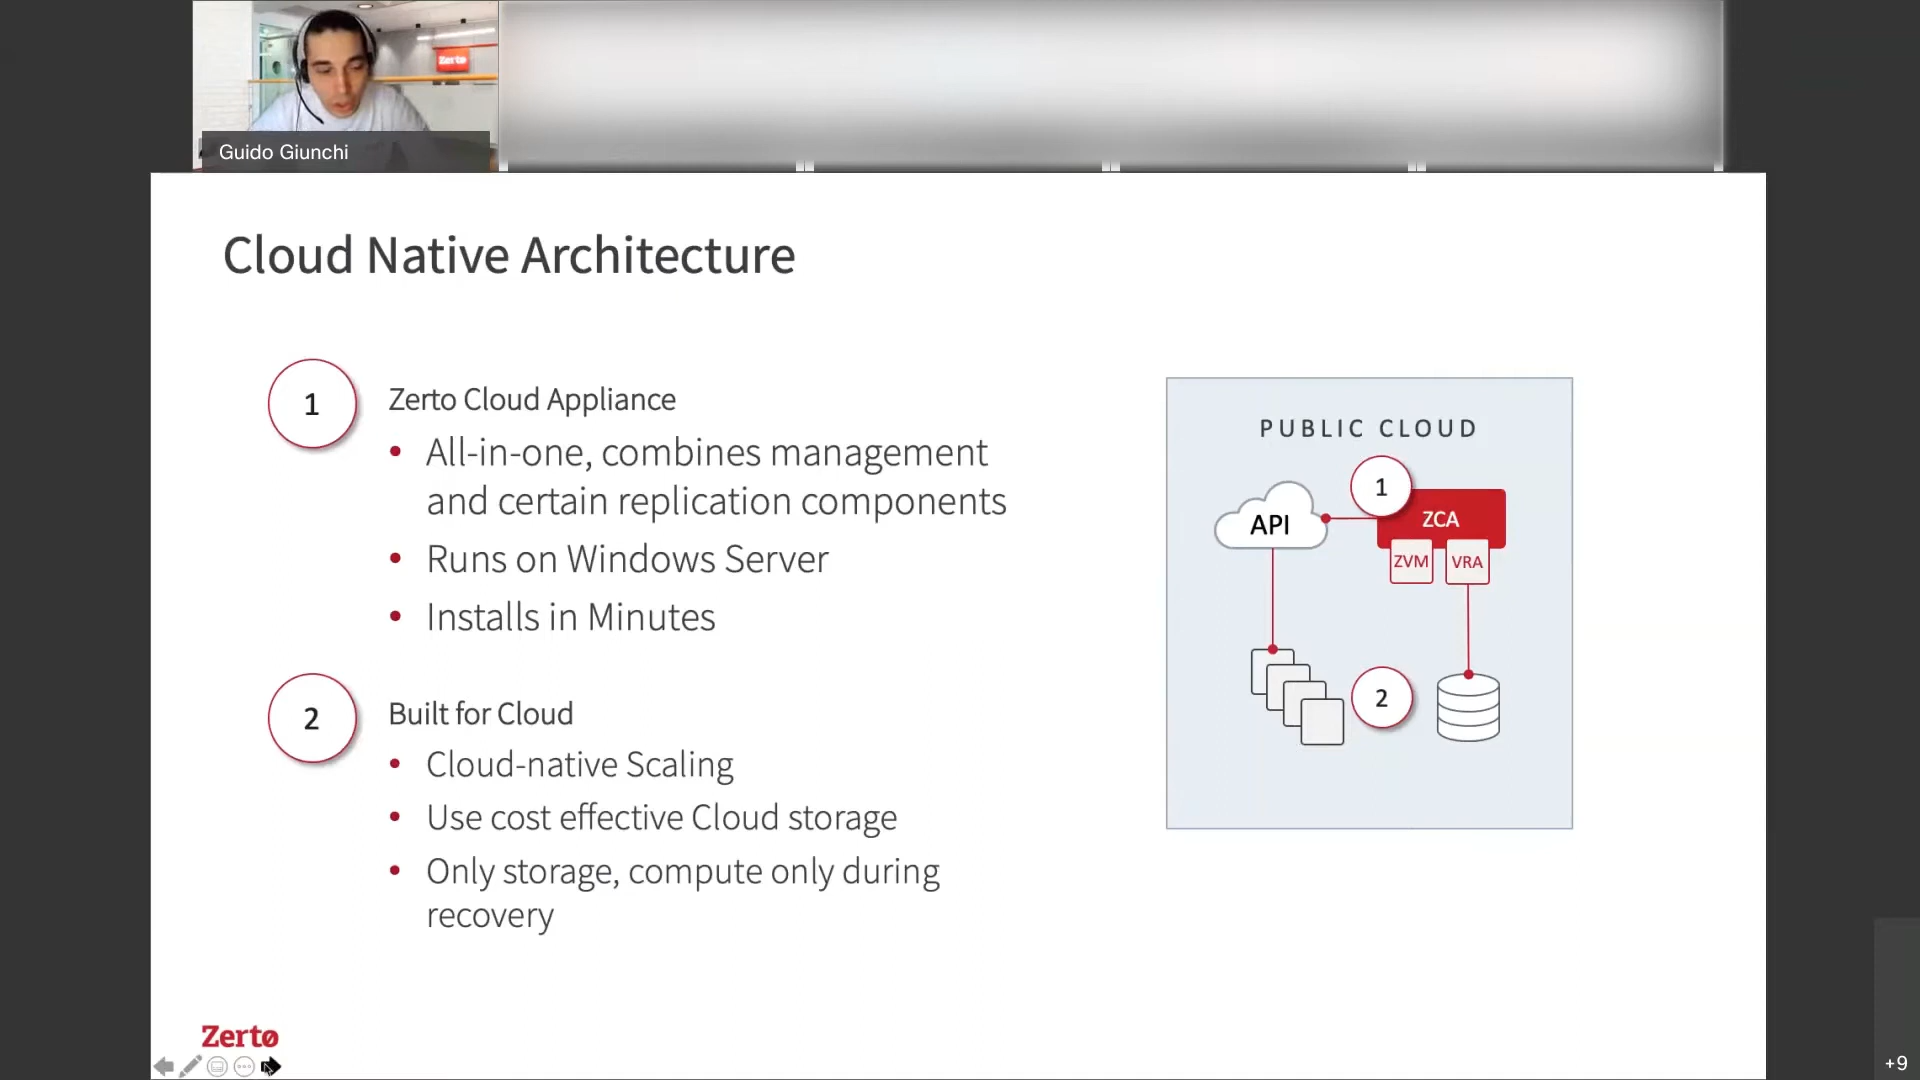 Zerto
Guido Giunchi
Cloud Native Architecture
1
Zerto Cloud Appliance
• All-in-one, combines management
and certain replication components
• Runs on Windows Server
• Installs in Minutes
2
Built for Cloud
• Cloud-native Scaling
• Use cost effective Cloud storage
• Only storage, compute only during
recovery
PUBLIC CLOUD
1
API
ZCA
ZVM
VRA
2
Zerto
+9